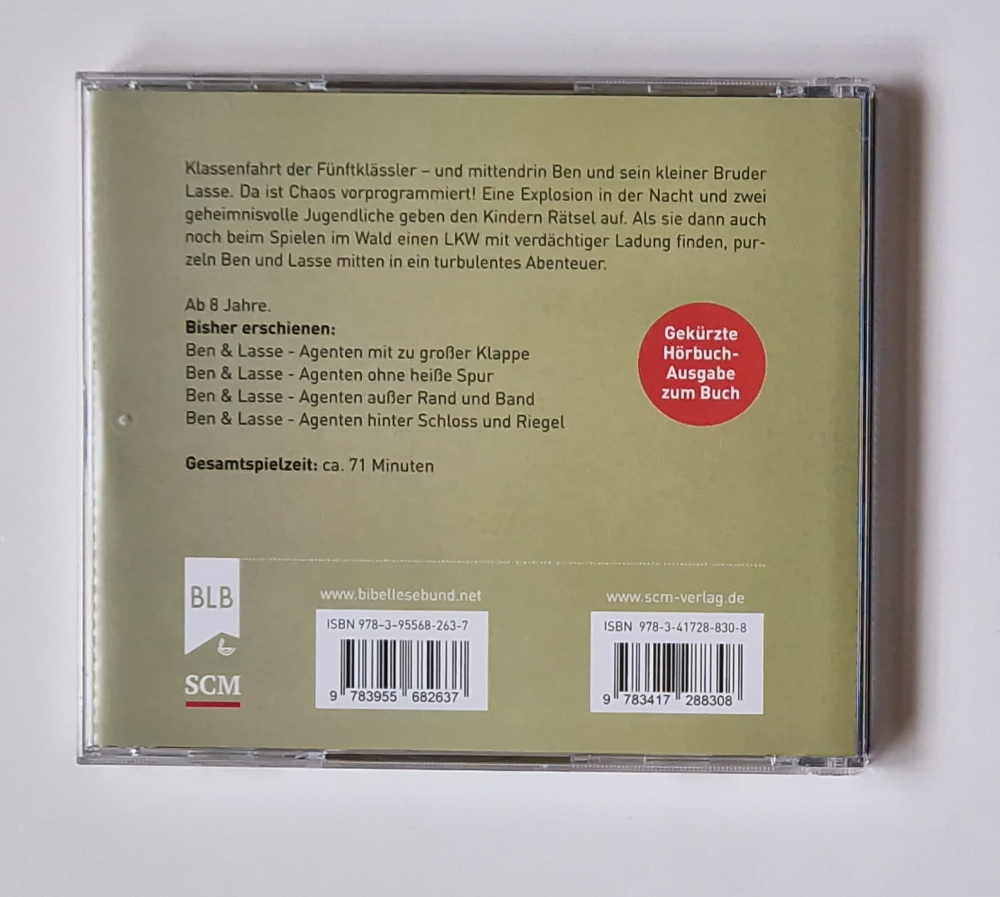 Klassenfahrt der Fünftklässler – und mittendrin Ben und sein kleiner Bruder
Lasse. Da ist Chaos vorprogrammiert! Eine Explosion in der Nacht und zwei
geheimnisvolle Jugendliche geben den Kindern Rätsel auf. Als sie dann auch
noch beim Spielen im Wald einen LKW mit verdächtiger Ladung finden, pur-
zeln Ben und Lasse mitten in ein turbulentes Abenteuer.
Ab 8 Jahre.
Bisher erschienen:
Ben & Lasse - Agenten mit zu großer Klappe
Ben & Lasse - Agenten ohne heiße Spur
Ben & Lasse - Agenten außer Rand und Band
Ben & Lasse - Agenten hinter Schloss und Riegel
Gekürzte
Hörbuch-
Ausgabe
zum Buch
Gesamtspielzeit: ca. 71 Minuten
BLB
SCM
www.bibellesebund.net
ISBN 978-3-95568-263-7
9 783955 682637
www.scm-verlag.de
ISBN 978-3-41728-830-8
9 783417 288308